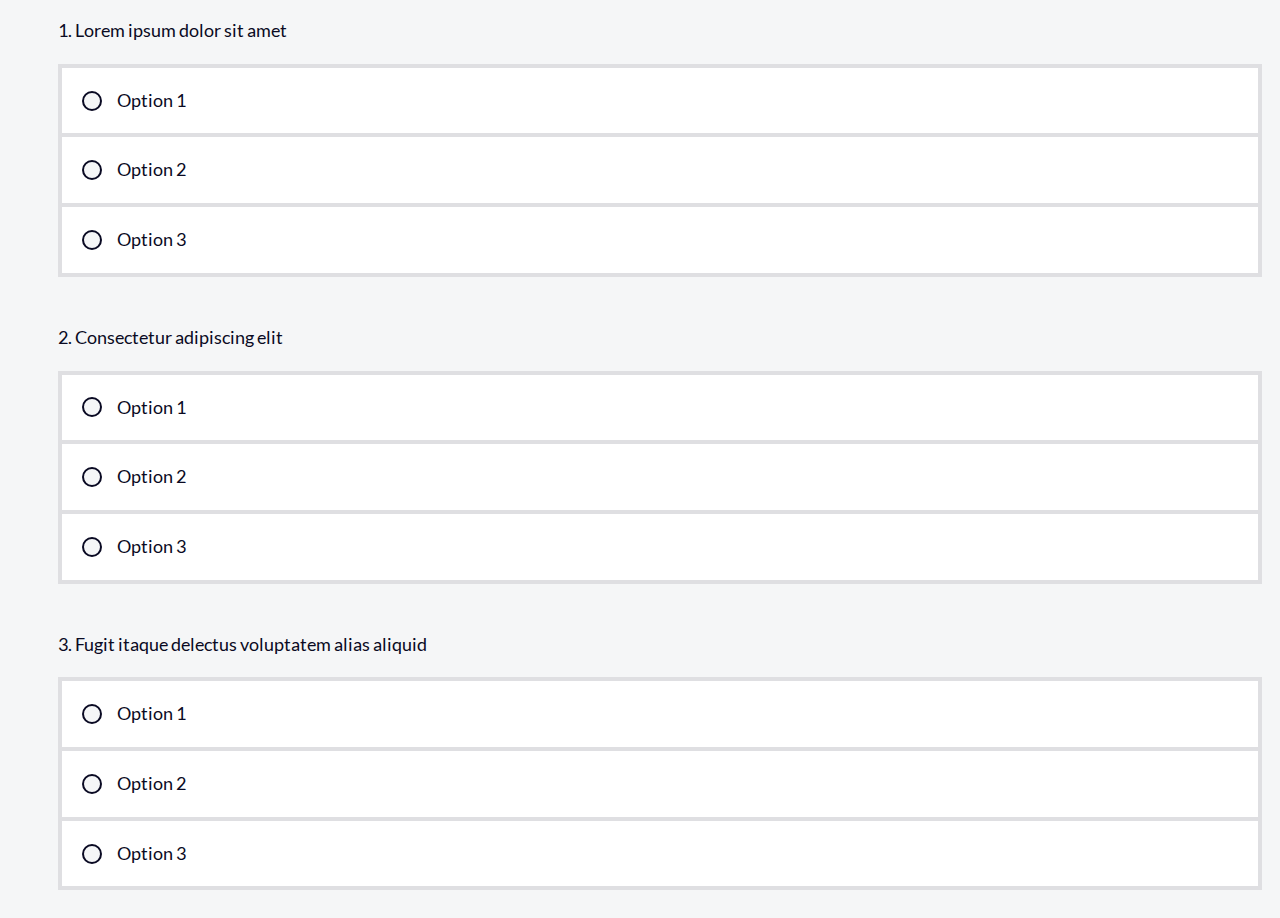 1. Lorem ipsum dolor sit amet
Option 1
Option 2
Option 3
2. Consectetur adipiscing elit
Option 1
Option 2
Option 3
3. Fugit itaque delectus voluptatem alias aliquid
Option 1
Option 2
Option 3